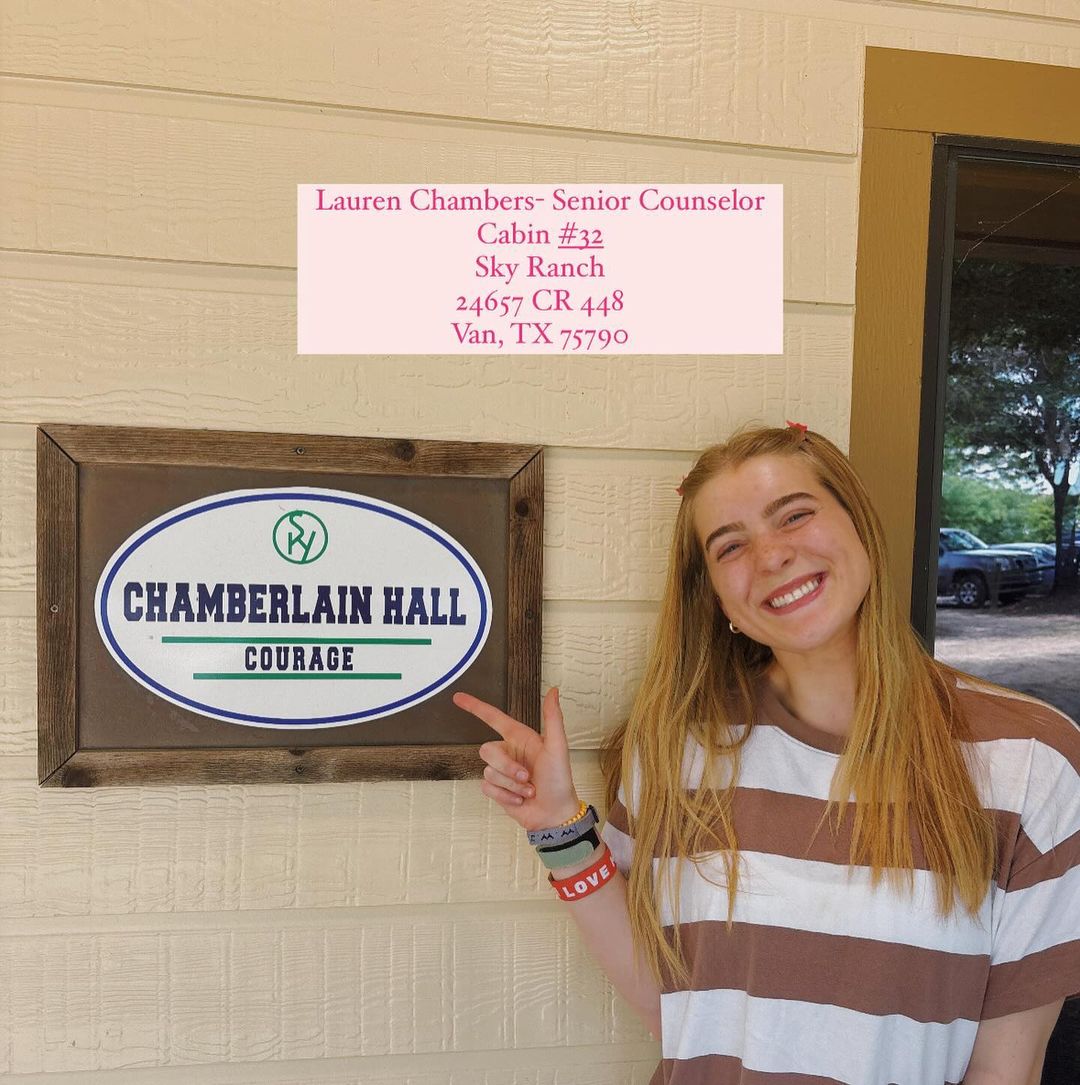 Lauren Chambers- Senior Counselor
Cabin #32
Sky Ranch
24657 CR 448
Van, TX 75790
SKY
CHAMBERLAIN HALL
COURAGE
LOVE